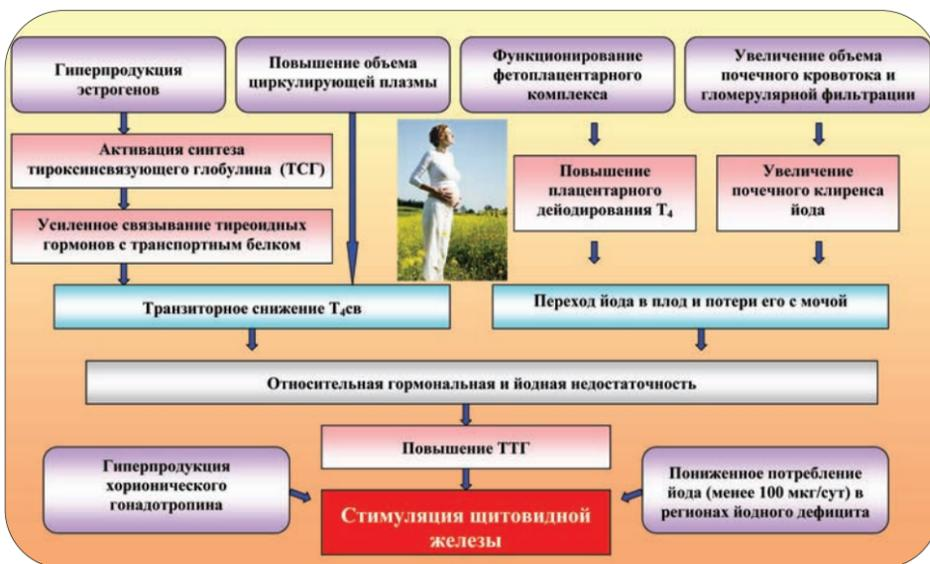 Гиперпродукция
эстрогенов
Повышение объема
циркулирующей плазмы
Функционирование
фетоплацентарного
комплекса
Увеличение объема
почечного кровотока и
гломерулярной фильтрации
Активация синтеза
тироксинсвязующего глобулина (ТСГ)
Повышение
плацентарного
дейодирования Т₄
Увеличение
почечного клиренса
йода
Усиленное связывание тиреоидных
гормонов с транспортным белком
Транзиторное снижение Т₄св
Переход йода в плод и потери его с мочой
Относительная гормональная и йодная недостаточность
Повышение ТТГ
Гиперпродукция
хорионического
гонадотропина
Пониженное потребление
йода (менее 100 мкг/сут) в
регионах йодного дефицита
Стимуляция щитовидной
железы